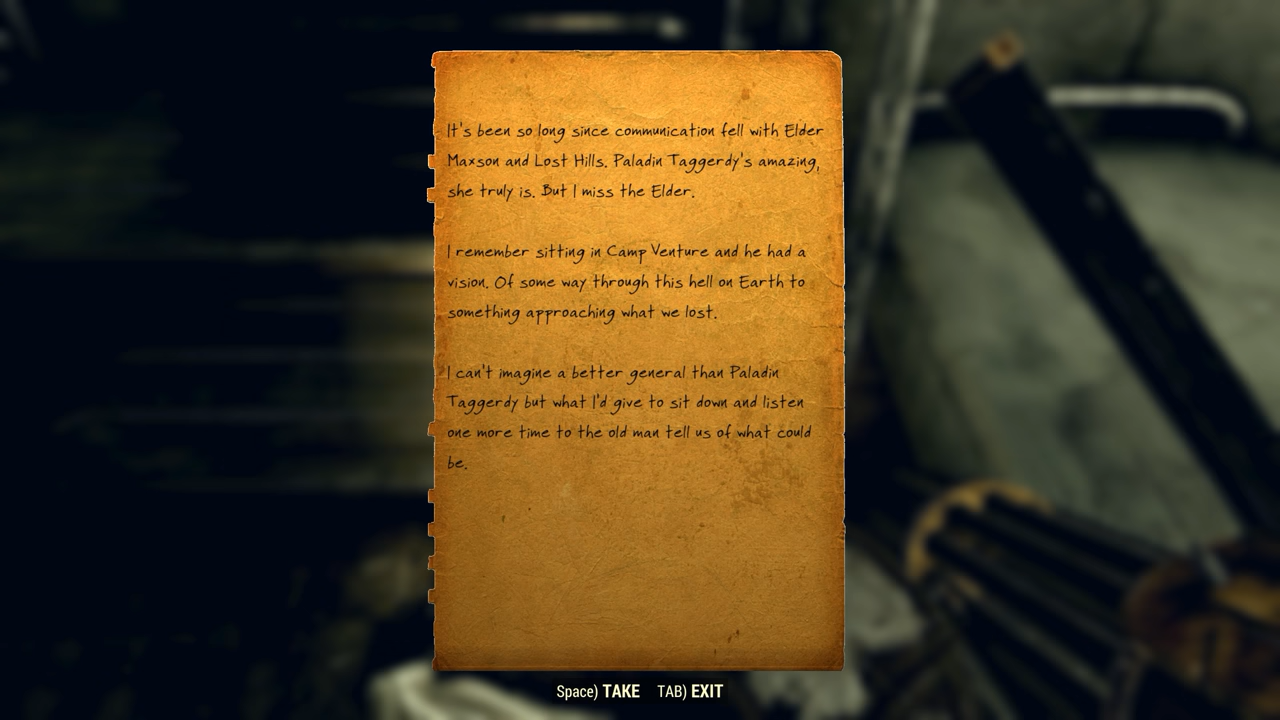 It's been so long since communication fell with Elder
Maxson and Lost Hills. Paladin Taggerdy's amazing,
she truly is. But I miss the Elder.
I remember sitting in Camp Venture and he had a
vision. Of some way through this hell on Earth to
something approaching what we lost.
I can't imagine a better general than Paladin
Taggerdy but what I'd give to sit down and listen
one more time to the old man tell us of what could
be.
Space) TAKE TAB) EXIT